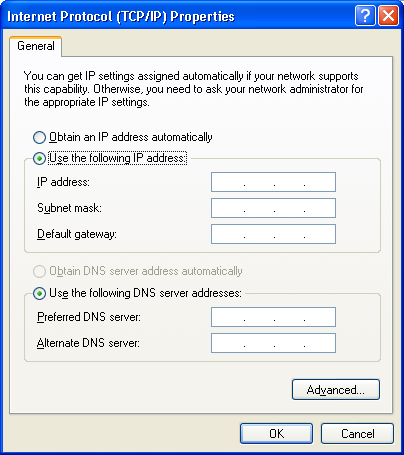 Internet Protocol (TCP/IP) Properties
General
You can get IP settings assigned automatically if your network supports
this capability. Otherwise, you need to ask your network administrator for
the appropriate IP settings.
Obtain an IP address automatically
Use the following IP address:
IP address:
Subnet mask:
Default gateway:
Obtain DNS server address automatically
Use the following DNS server addresses:
Preferred DNS server:
Alternate DNS server:
Advanced...
OK
Cancel